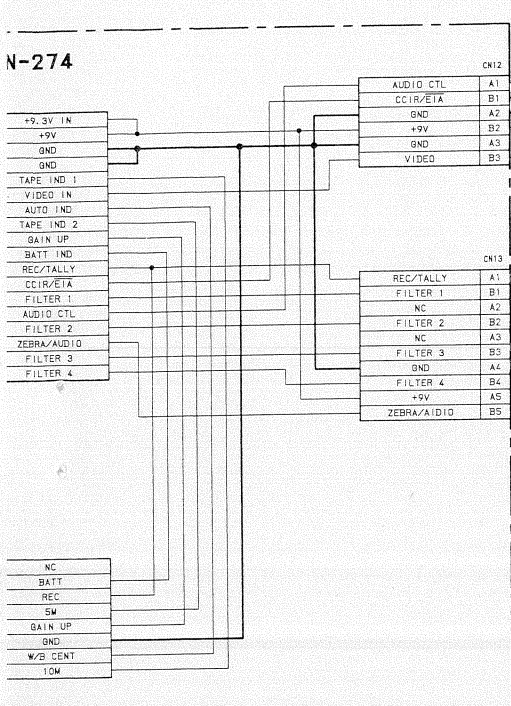 N-274
+9.3V IN
+9V
GND
GND
TAPE IND 1
VIDEO IN
AUTO IND
TAPE IND 2
GAIN UP
BATT IND
REC/TALLY
CCIR/EIA
FILTER 1
AUDIO CTL
FILTER 2
ZEBRA/AUDIO
FILTER 3
FILTER 4
NC
BATT
REC
5M
GAIN UP
GND
W/B CENT
10M
CN12
AUDIO CTL A1
CCIR/EIA B1
GND A2
+9V B2
GND A3
VIDEO B3
CN13
REC/TALLY A1
FILTER 1 B1
NC A2
FILTER 2 B2
NC A3
FILTER 3 B3
GND A4
FILTER 4 B4
+9V A5
ZEBRA/AIDIO B5